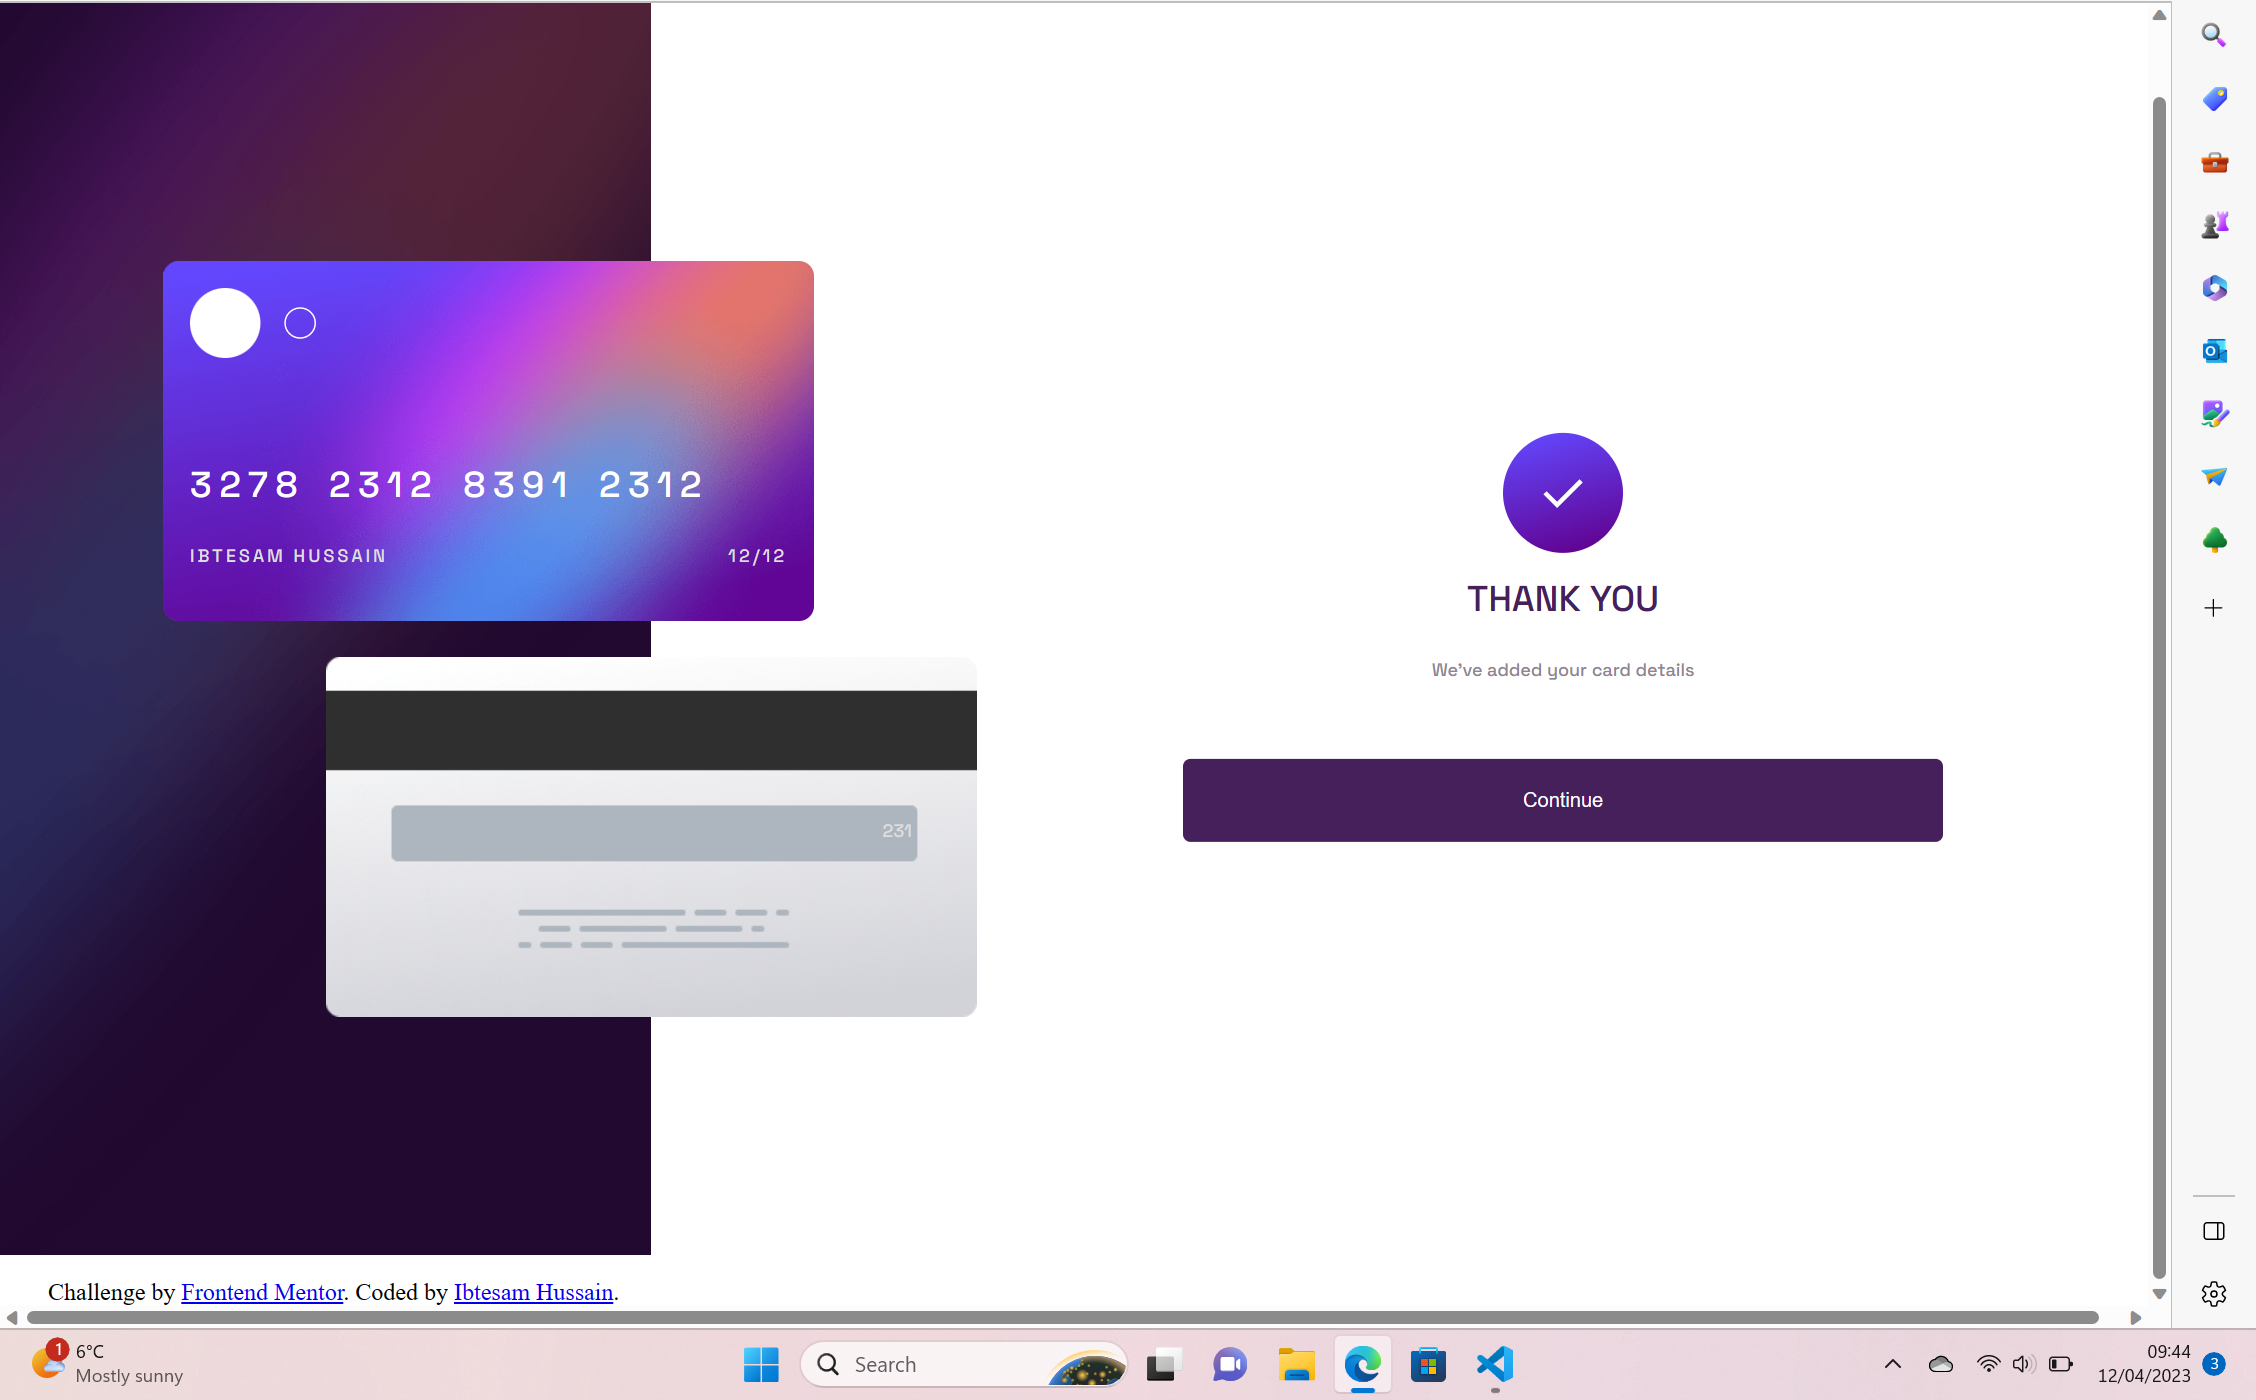 3278 2312 8391 2312
IBTESAM HUSSAIN 12/12
231
THANK YOU
We've added your card details
Continue
Challenge by Frontend Mentor. Coded by Ibtesam Hussain.
1
6°C
Mostly sunny
Search
09:44
12/04/2023
3